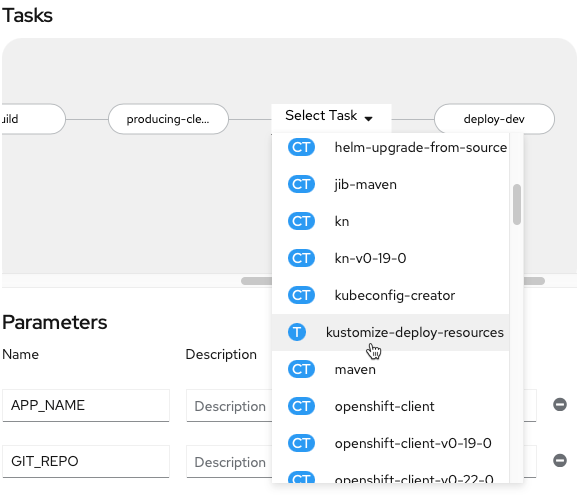 Tasks
uild
producing-cle...
Select Task
deploy-dev
CT helm-upgrade-from-source
CT jib-maven
CT kn
CT kn-v0-19-0
CT kubeconfig-creator
T kustomize-deploy-resources
CT maven
CT openshift-client
CT openshift-client-v0-19-0
CT openshift-client-v0-22-0
Parameters
Name
Description
APP_NAME
Description
GIT_REPO
Description